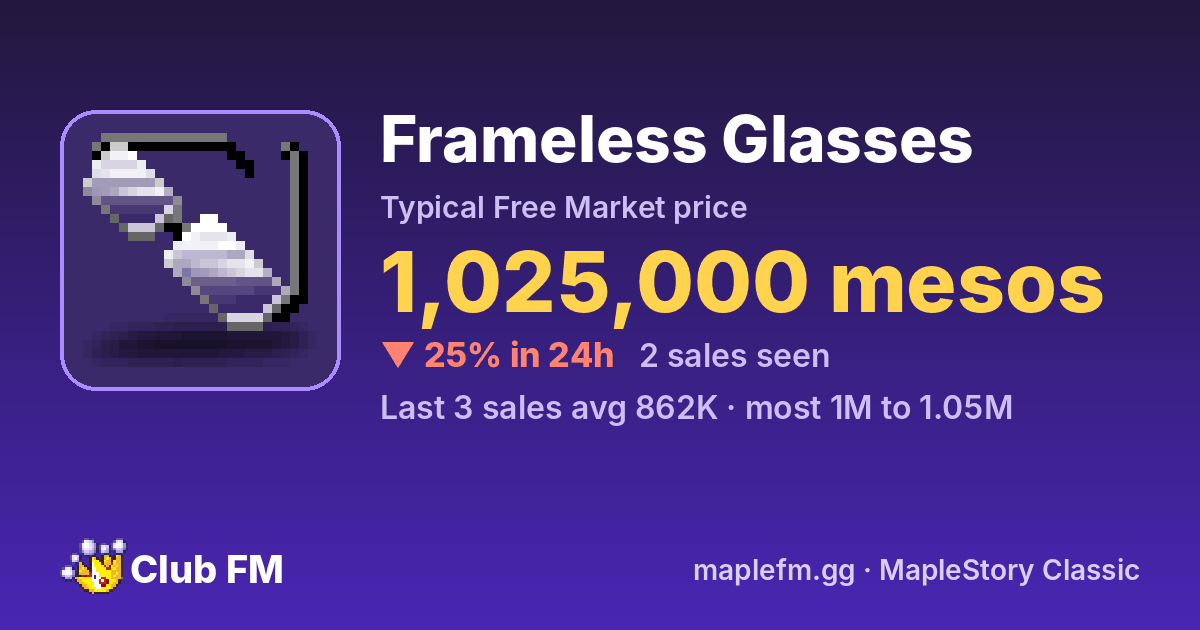 Frameless Glasses
Typical Free Market price
1,025,000 mesos
▼ 25% in 24h 2 sales seen
Last 3 sales avg 862K · most 1M to 1.05M
Club FM
maplefm.gg · MapleStory Classic